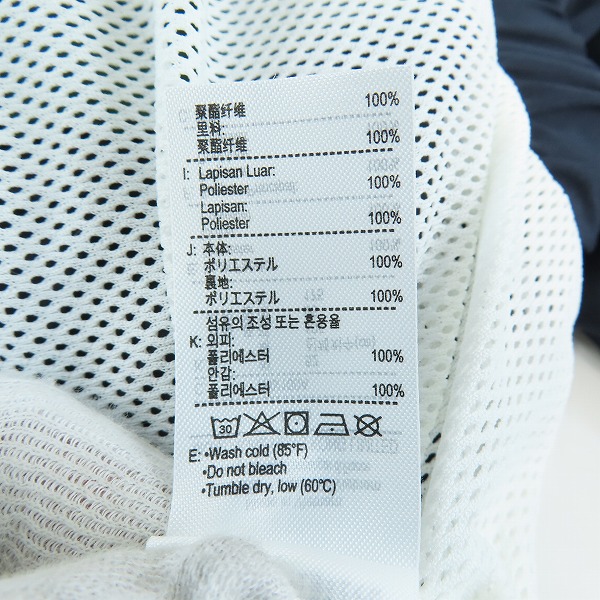 C 聚酯纤维 100%
里料:
聚酯纤维 100%
I: Lapisan Luar:
Poliester 100%
Lapisan:
Poliester 100%
J: 本体:
ポリエステル 100%
裏地:
ポリエステル 100%
섬유의 조성 또는 혼용율
K: 외피:
폴리에스터 100%
안감:
폴리에스터 100%
30
E: •Wash cold (85°F)
•Do not bleach
•Tumble dry, low (60°C)